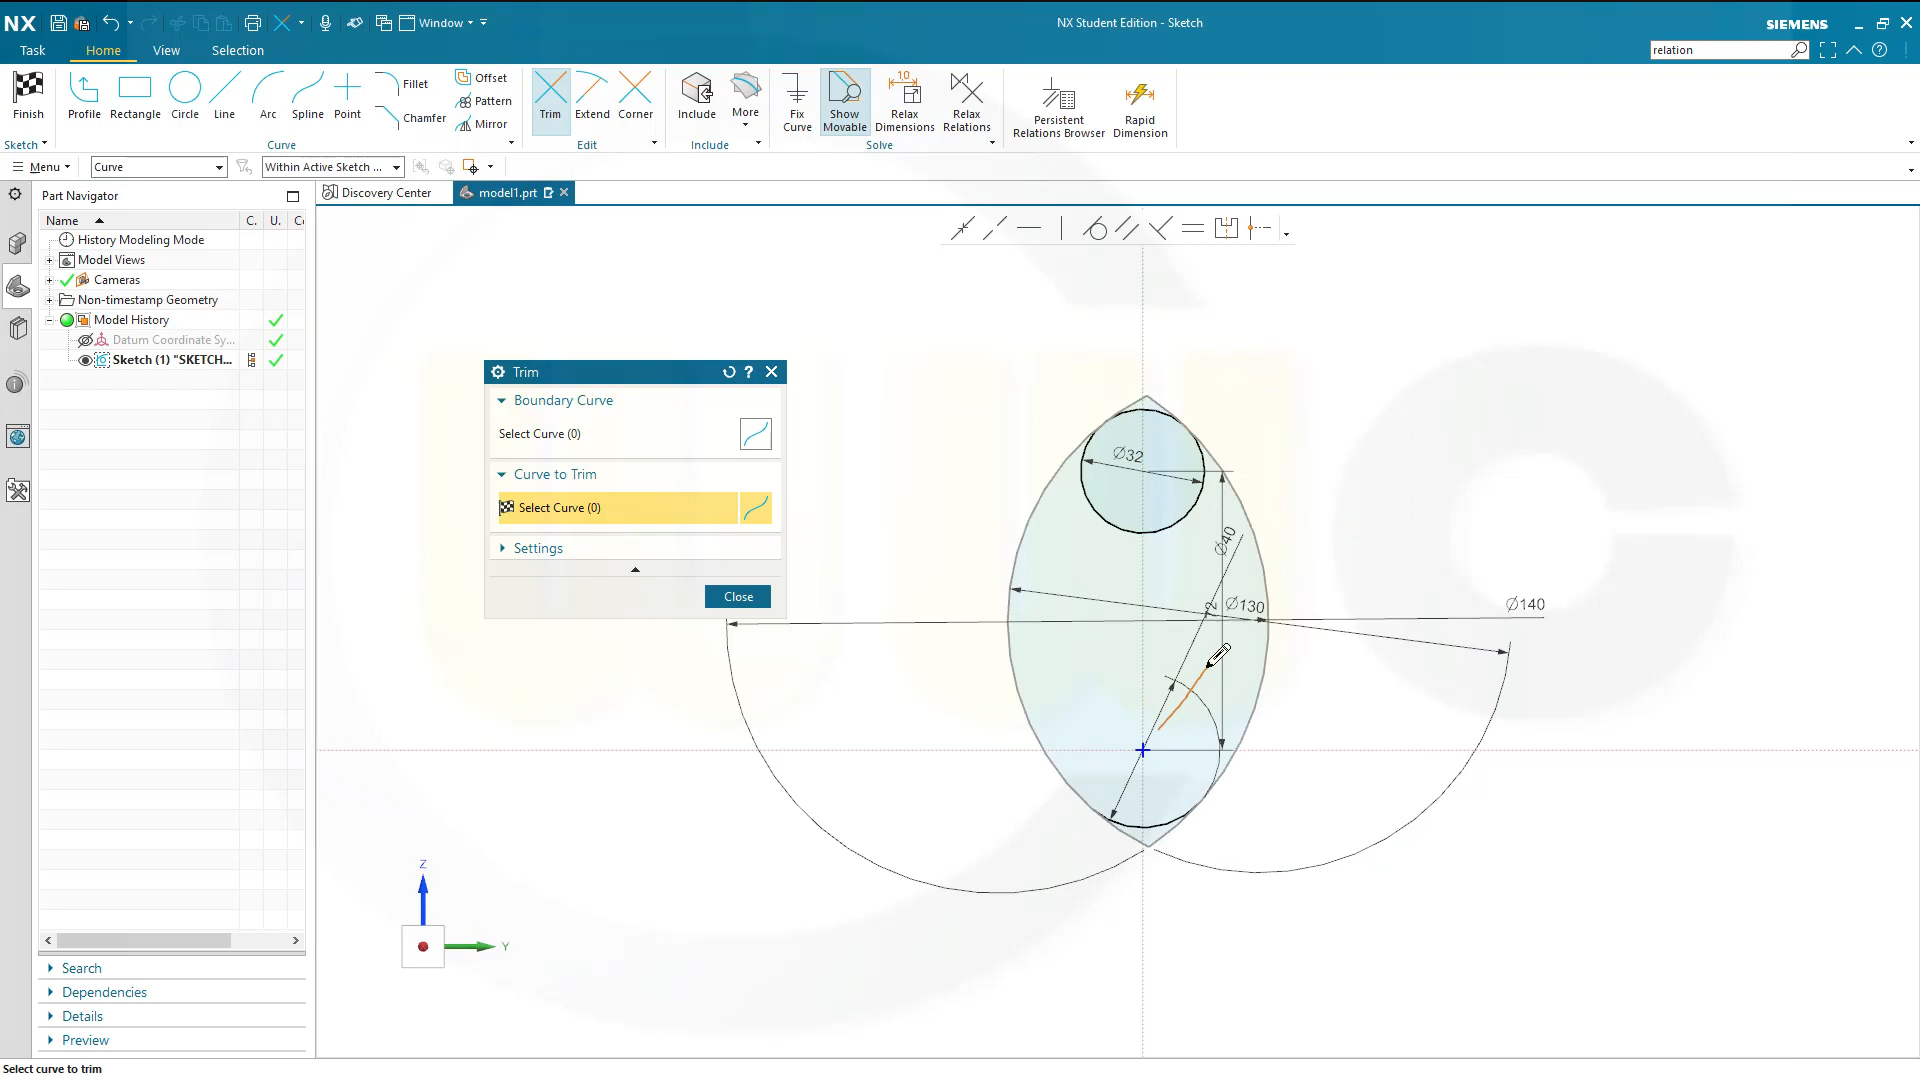 NX
Window
NX Student Edition - Sketch
SIEMENS
Task
Home
View
Selection
relation
Finish
Profile
Rectangle
Circle
Line
Arc
Spline
Point
Fillet
Chamfer
Offset
Pattern
Mirror
Trim
Extend
Corner
Include
More
Fix
Curve
Show
Movable
1,0
Relax
Dimensions
Relax
Relations
Persistent
Relations Browser
Rapid
Dimension
Sketch
Curve
Edit
Include
Solve
Menu
Curve
Within Active Sketch ...
Part Navigator
Discovery Center
model1.prt
Name
C.
U.
History Modeling Mode
Model Views
Cameras
Non-timestamp Geometry
Model History
Datum Coordinate Sy...
Sketch (1) "SKETCH...
Trim
?
Boundary Curve
Select Curve (0)
Curve to Trim
Select Curve (0)
Settings
Close
Ø32
Ø40
72
Ø130
Ø140
Z
Y
Search
Dependencies
Details
Preview
Select curve to trim